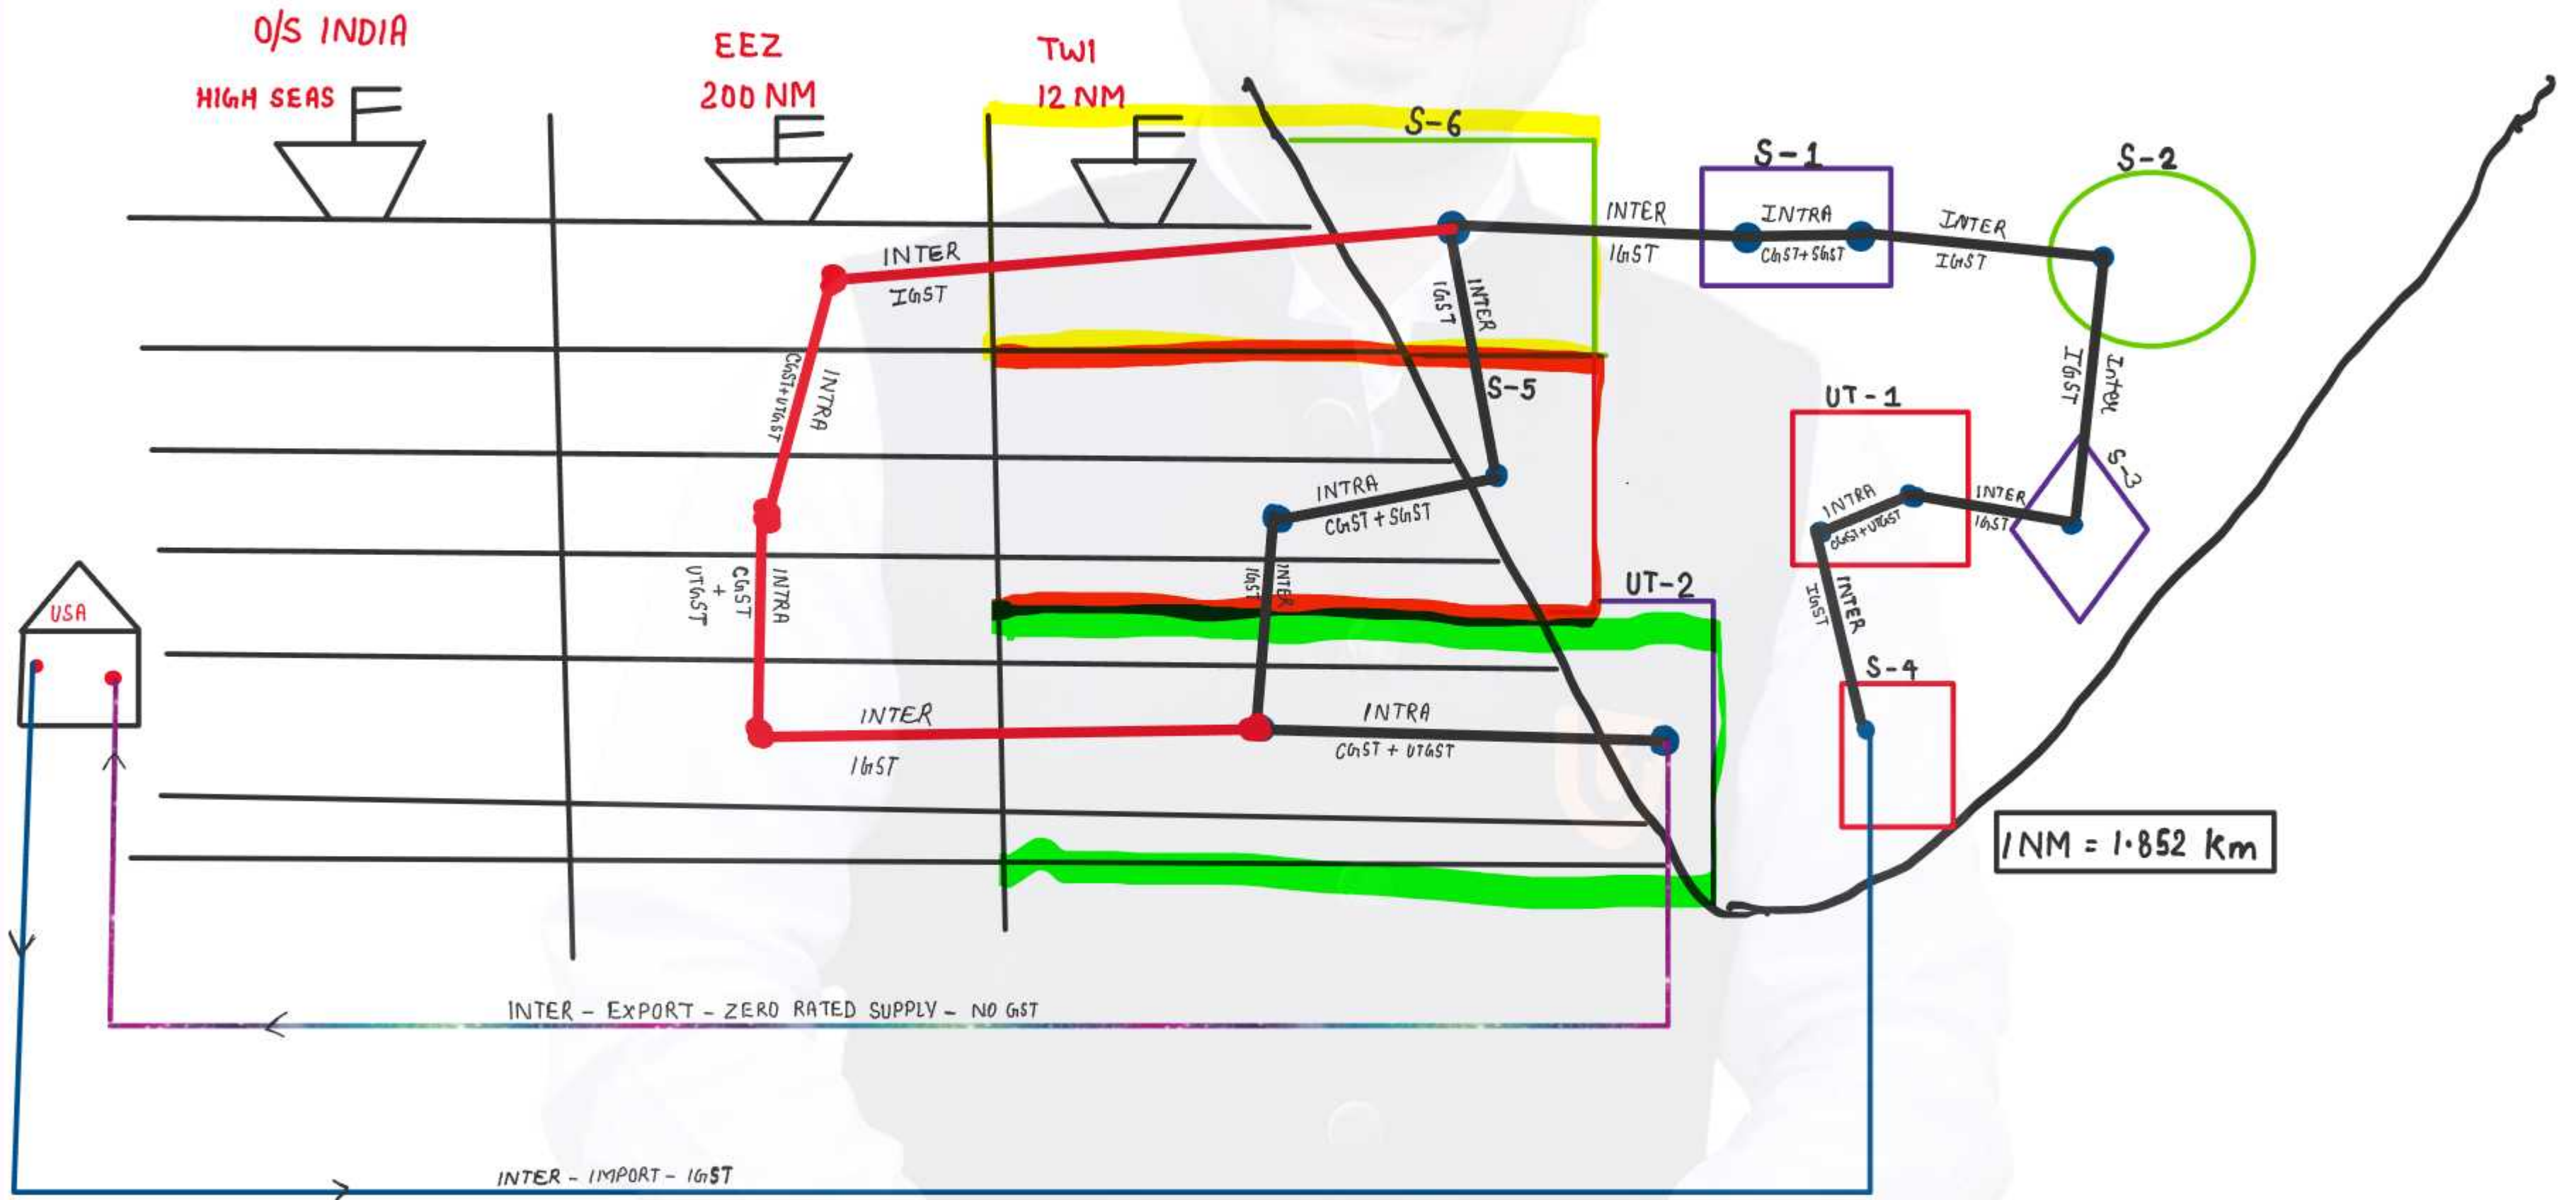 O/S INDIA
HIGH SEAS
EEZ
200 NM
TWI
12 NM
S-6
S-1
S-2
INTER
IGST
INTRA
CGST+SGST
INTER
IGST
INTER
IGST
INTER
IGST
INTER
IGST
S-3
INTRA
CGST+UTGST
S-5
UT-1
INTER
IGST
INTRA
CGST+UTGST
INTER
IGST
S-4
INTRA
CGST + SGST
INTER
IGST
UT-2
INTRA
CGST
+
UTGST
INTER
IGST
INTRA
CGST + UTGST
USA
1NM = 1.852 Km
INTER - EXPORT - ZERO RATED SUPPLY - NO GST
INTER - IMPORT - IGST